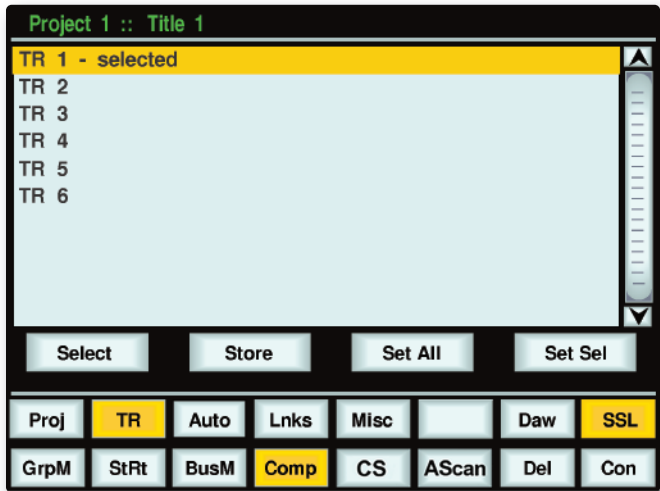 Project 1 :: Title 1
TR 1 - selected
TR 2
TR 3
TR 4
TR 5
TR 6
Select Store Set All Set Sel
Proj TR Auto Lnks Misc Daw SSL
GrpM StRt BusM Comp CS AScan Del Con